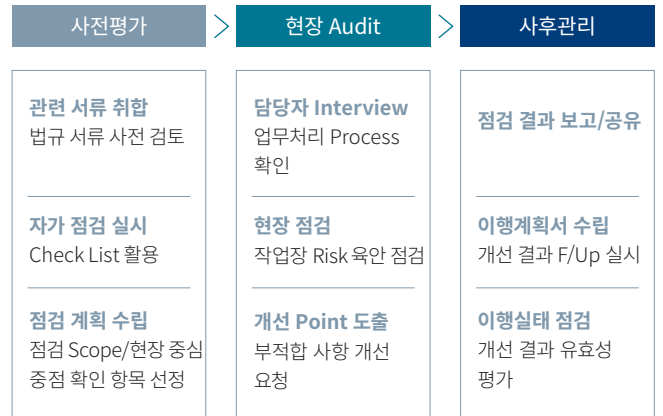 사전평가
현장 Audit
사후관리
관련 서류 취합
법규 서류 사전 검토
자가 점검 실시
Check List 활용
점검 계획 수립
점검 Scope/현장 중심
중점 확인 항목 선정
담당자 Interview
업무처리 Process
확인
현장 점검
작업장 Risk 육안 점검
개선 Point 도출
부적합 사항 개선
요청
점검 결과 보고/공유
이행계획서 수립
개선 결과 F/Up 실시
이행실태 점검
개선 결과 유효성
평가